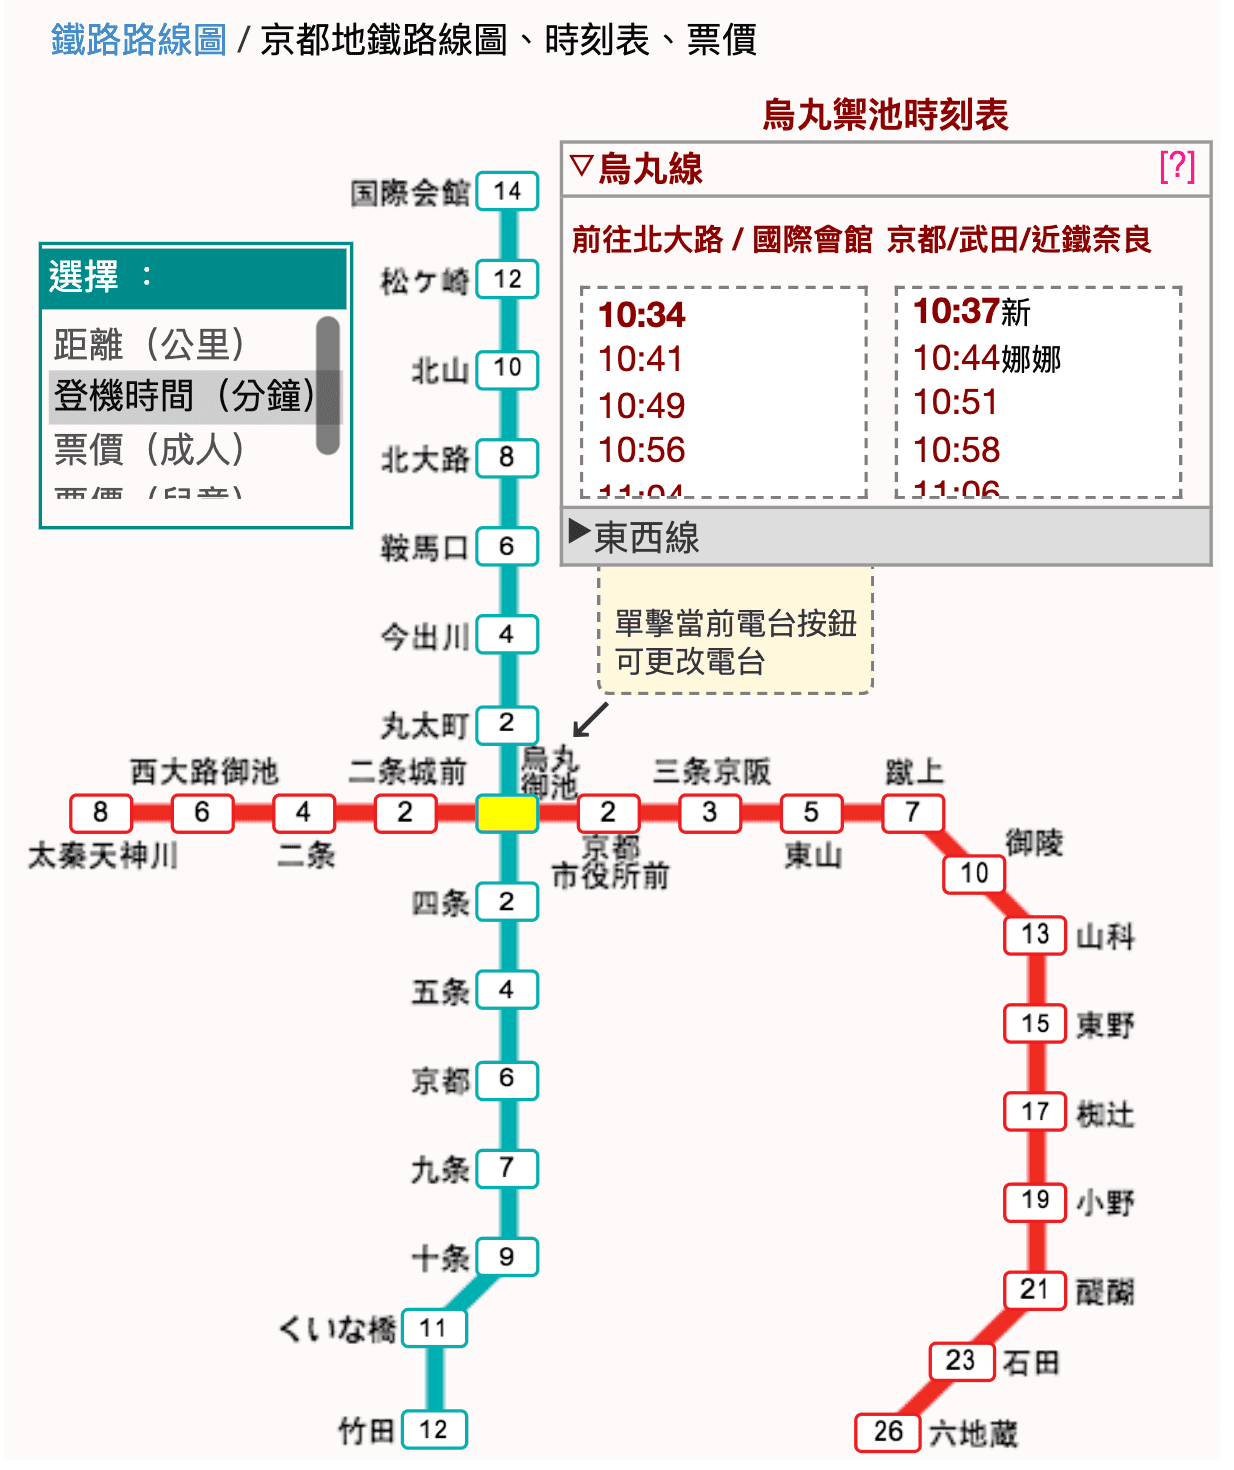 鐵路路線圖 / 京都地鐵路線圖、時刻表、票價
烏丸禦池時刻表
▽烏丸線 [?]
前往北大路 / 國際會館 京都/武田/近鐵奈良
10:34
10:41
10:49
10:56
11:04
10:37新
10:44娜娜
10:51
10:58
11:06
▶東西線
單擊當前電台按鈕
可更改電台
選擇 :
距離（公里）
登機時間（分鐘）
票價（成人）
票價（兒童）
国際会館 14
松ケ崎 12
北山 10
北大路 8
鞍馬口 6
今出川 4
丸太町 2
烏丸
御池
西大路御池 二条城前 三条京阪 蹴上
8 6 4 2 2 3 5 7
太秦天神川 二条 東山
京都
市役所前
御陵
10
13 山科
15 東野
17 椥辻
19 小野
21 醍醐
23 石田
26 六地蔵
四条 2
五条 4
京都 6
九条 7
十条 9
くいな橋 11
竹田 12